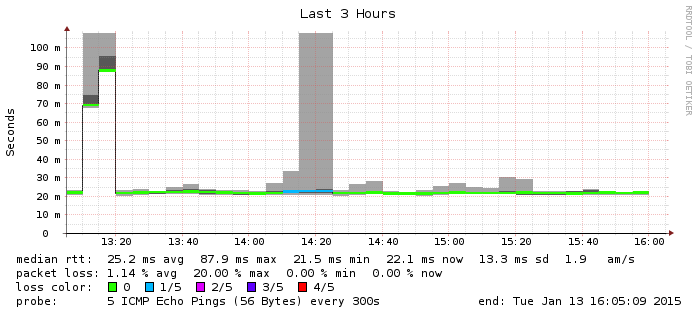 Last 3 Hours
RRDTOOL / TOBI OETIKER
Seconds
100 m
90 m
80 m
70 m
60 m
50 m
40 m
30 m
20 m
10 m
0
13:20 13:40 14:00 14:20 14:40 15:00 15:20 15:40 16:00
median rtt: 25.2 ms avg 87.9 ms max 21.5 ms min 22.1 ms now 13.3 ms sd 1.9 am/s
packet loss: 1.14 % avg 20.00 % max 0.00 % min 0.00 % now
loss color: 0 1/5 2/5 3/5 4/5
probe: 5 ICMP Echo Pings (56 Bytes) every 300s end: Tue Jan 13 16:05:09 2015